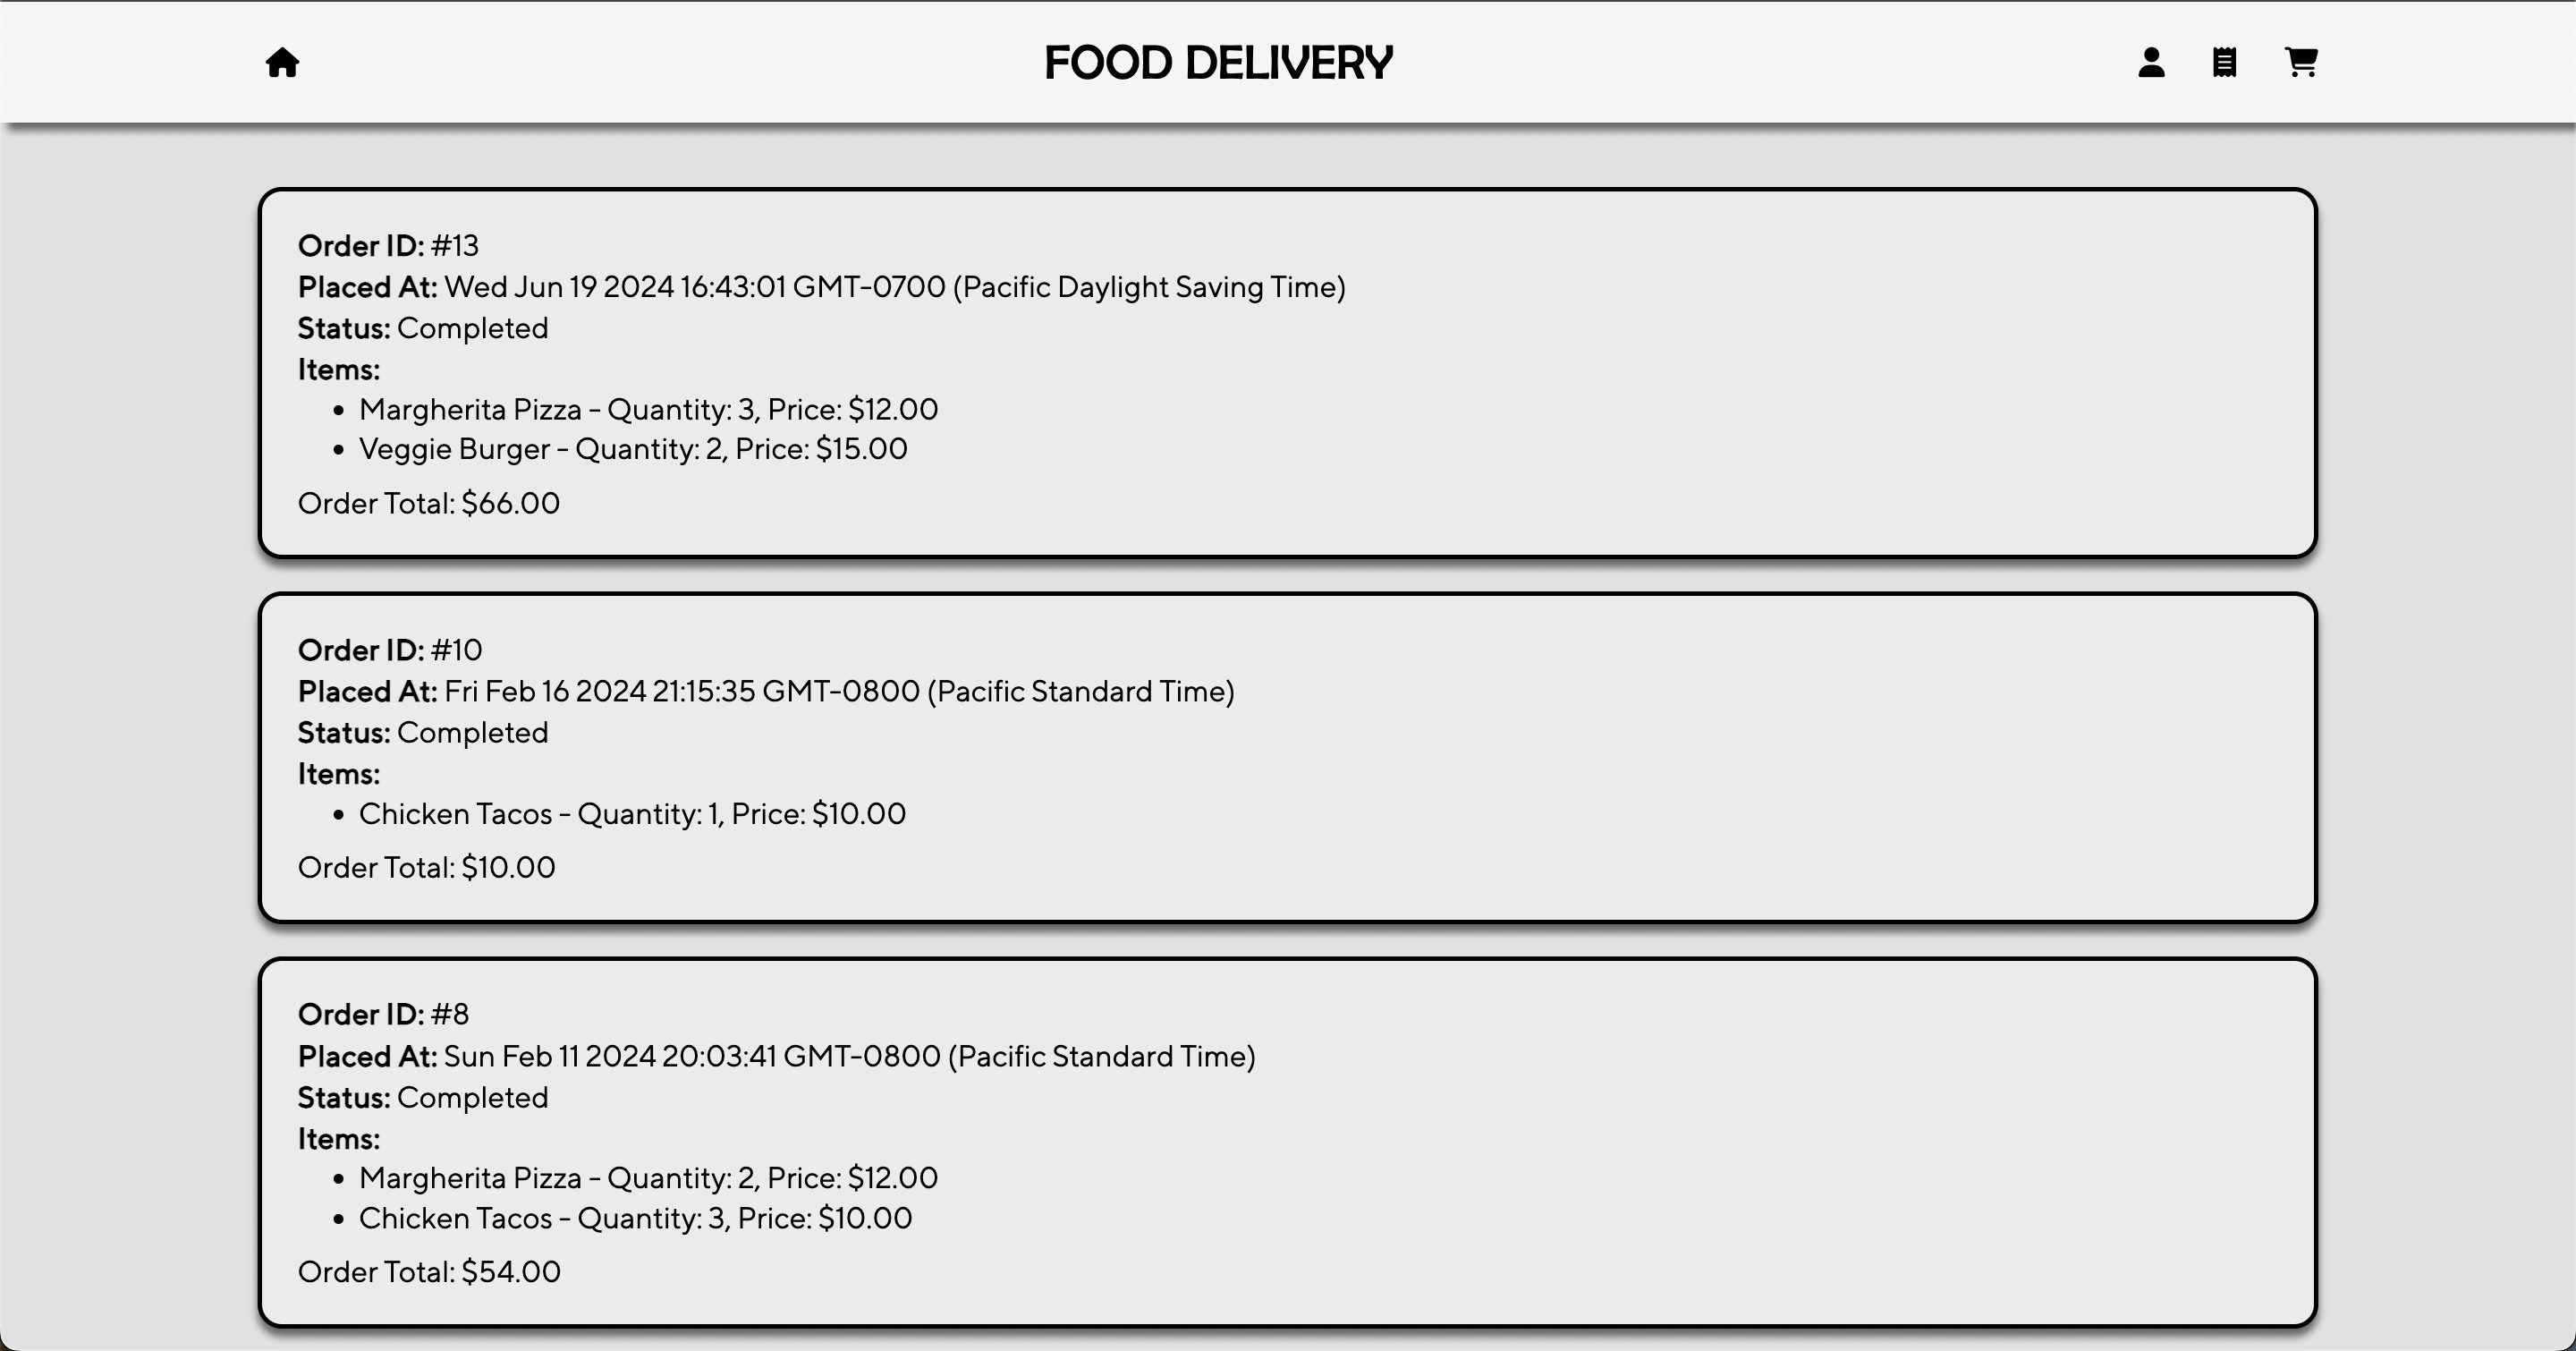 FOOD DELIVERY
Order ID: #13
Placed At: Wed Jun 19 2024 16:43:01 GMT-0700 (Pacific Daylight Saving Time)
Status: Completed
Items:
• Margherita Pizza - Quantity: 3, Price: $12.00
• Veggie Burger - Quantity: 2, Price: $15.00
Order Total: $66.00
Order ID: #10
Placed At: Fri Feb 16 2024 21:15:35 GMT-0800 (Pacific Standard Time)
Status: Completed
Items:
• Chicken Tacos - Quantity: 1, Price: $10.00
Order Total: $10.00
Order ID: #8
Placed At: Sun Feb 11 2024 20:03:41 GMT-0800 (Pacific Standard Time)
Status: Completed
Items:
• Margherita Pizza - Quantity: 2, Price: $12.00
• Chicken Tacos - Quantity: 3, Price: $10.00
Order Total: $54.00